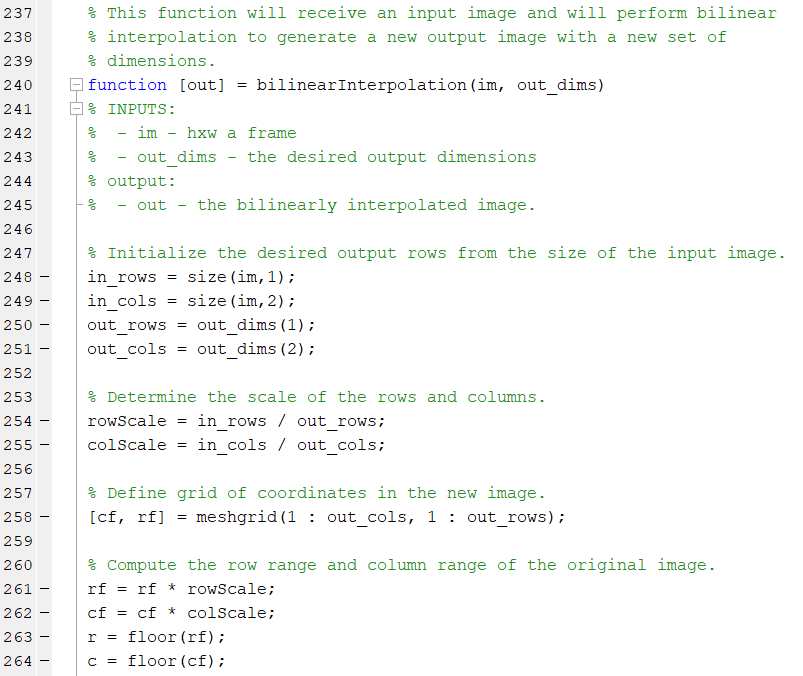 237 % This function will receive an input image and will perform bilinear
238 % interpolation to generate a new output image with a new set of
239 % dimensions.
240 function [out] = bilinearInterpolation(im, out_dims)
241 % INPUTS:
242 %  - im - hxw a frame
243 %  - out_dims - the desired output dimensions
244 % output:
245 %  - out - the bilinearly interpolated image.
246
247 % Initialize the desired output rows from the size of the input image.
248 – in_rows = size(im,1);
249 – in_cols = size(im,2);
250 – out_rows = out_dims(1);
251 – out_cols = out_dims(2);
252
253 % Determine the scale of the rows and columns.
254 – rowScale = in_rows / out_rows;
255 – colScale = in_cols / out_cols;
256
257 % Define grid of coordinates in the new image.
258 – [cf, rf] = meshgrid(1 : out_cols, 1 : out_rows);
259
260 % Compute the row range and column range of the original image.
261 – rf = rf * rowScale;
262 – cf = cf * colScale;
263 – r = floor(rf);
264 – c = floor(cf);